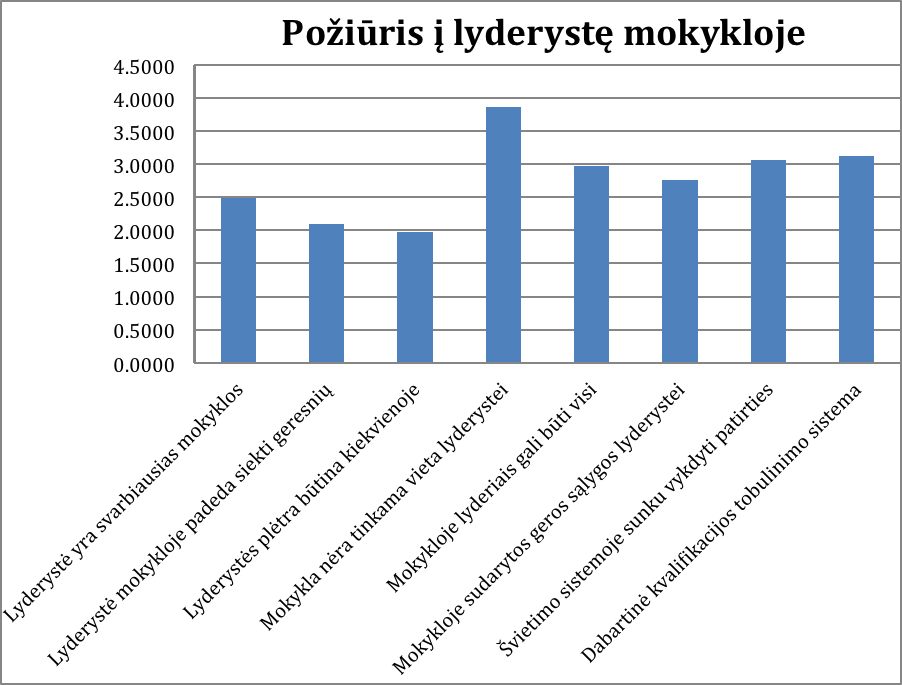 Požiūris į lyderystę mokykloje
4.5000
4.0000
3.5000
3.0000
2.5000
2.0000
1.5000
1.0000
0.5000
0.0000
Lyderystė yra svarbiausias mokyklos
Lyderystė mokykloje padeda siekti geresnių
Lyderystės plėtra būtina kiekvienoje
Mokykla nėra tinkama vieta lyderystei
Mokykloje lyderiais gali būti visi
Mokykloje sudarytos geros sąlygos lyderystei
Švietimo sistemoje sunku vykdyti patirties
Dabartinė kvalifikacijos tobulinimo sistema